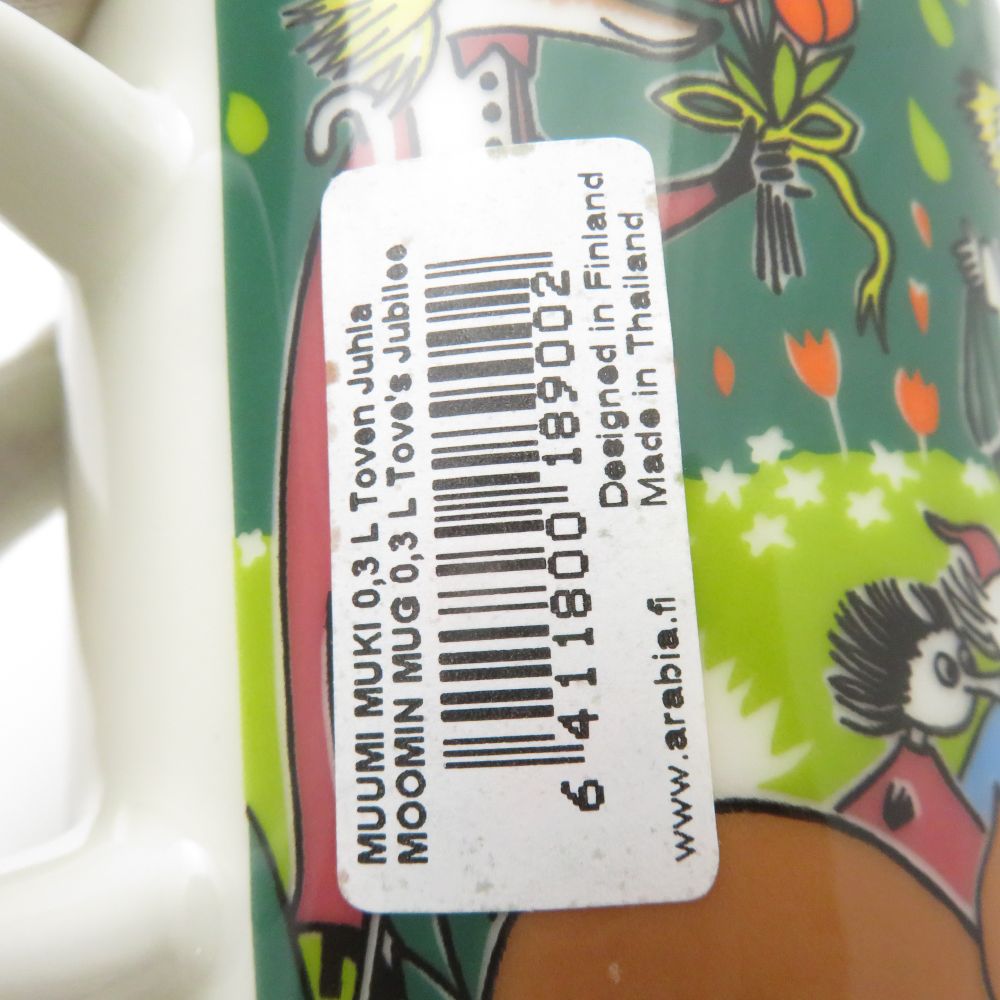 MUUMI MUKI 0,3 L Toven Juhla
MOOMIN MUG 0,3 L Tove's Jubilee
6 411800 189002
Designed in Finland
Made in Thailand
www.arabia.fi